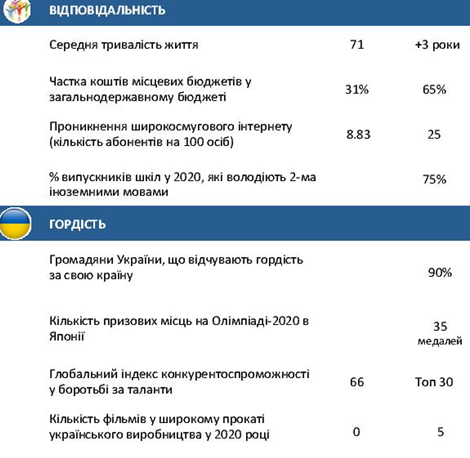 ВІДПОВІДАЛЬНІСТЬ
Середня тривалість життя 71 +3 роки
Частка коштів місцевих бюджетів у
загальнодержавному бюджеті 31% 65%
Проникнення широкосмугового інтернету
(кількість абонентів на 100 осіб) 8.83 25
% випускників шкіл у 2020, які володіють 2-ма
іноземними мовами 75%
ГОРДІСТЬ
Громадяни України, що відчувають гордість
за свою країну 90%
Кількість призових місць на Олімпіаді-2020 в
Японії 35
медалей
Глобальний індекс конкурентоспроможності
у боротьбі за таланти 66 Топ 30
Кількість фільмів у широкому прокаті
українського виробництва у 2020 році 0 5